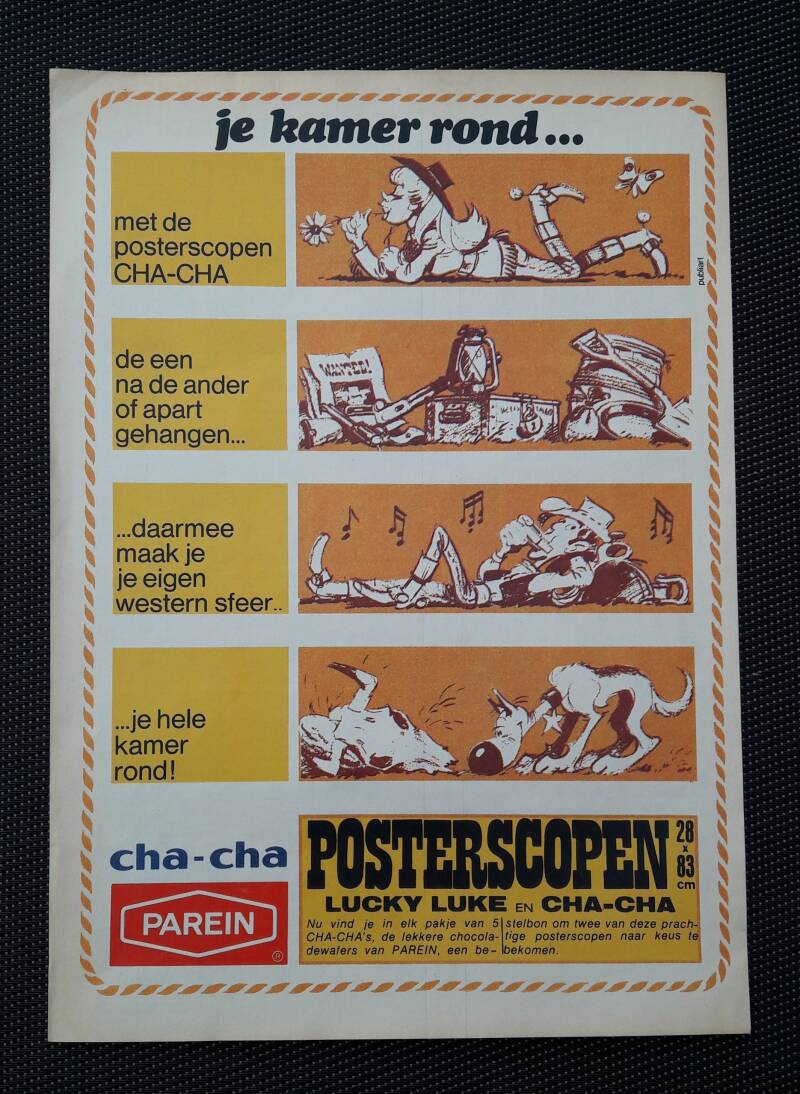 je kamer rond...
met de
posterscopen
CHA-CHA
publiart
de een
na de ander
of apart
gehangen...
WANTED!
...daarmee
maak je
je eigen
western sfeer..
...je hele
kamer
rond!
cha-cha
PAREIN
®
POSTERSCOPEN
28
x
83
cm
LUCKY LUKE EN CHA-CHA
Nu vind je in elk pakje van 5
CHA-CHA's, de lekkere chocola-
dewafers van PAREIN, een be-
stelbon om twee van deze prach-
tige posterscopen naar keus te
bekomen.